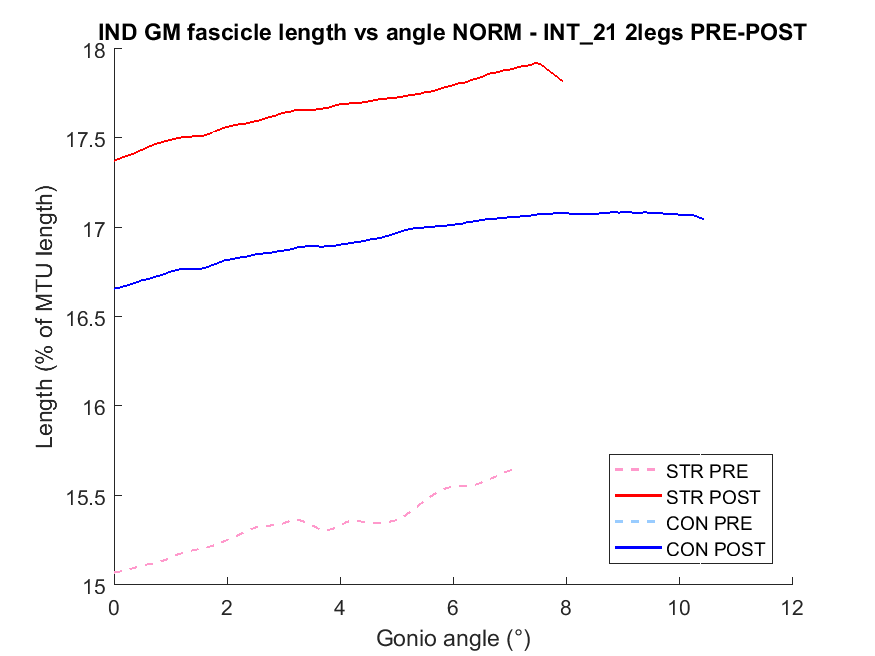 IND GM fascicle length vs angle NORM - INT_21 2legs PRE-POST
Length (% of MTU length)
18
17.5
17
16.5
16
15.5
15
STR PRE
STR POST
CON PRE
CON POST
0 2 4 6 8 10 12
Gonio angle (°)